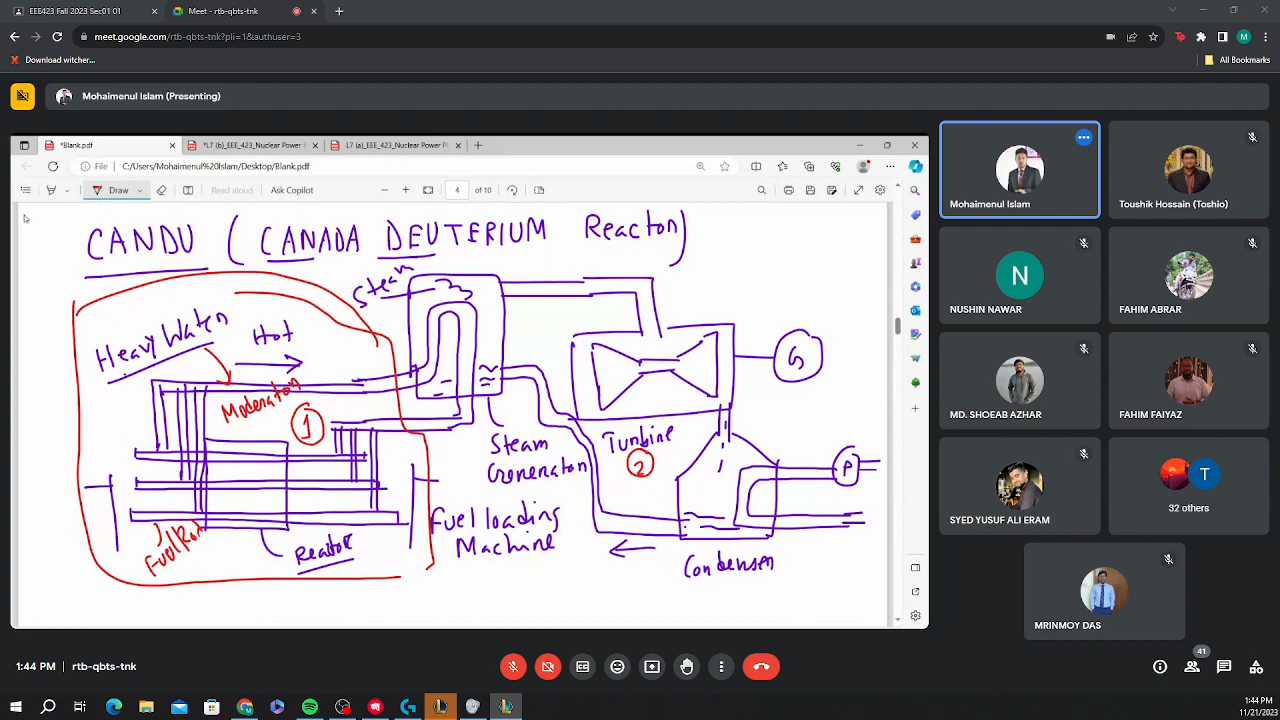 EEE423 Fall 2023 Sec01 01
Meet - rtb-qbts-tnk
meet.google.com/rtb-qbts-tnk?pli=1&authuser=3
Download witcher...
All Bookmarks
Mohaimenul Islam (Presenting)
*Blank.pdf
*L7 (b)_EEE_423_Nuclear Power P
L7 (a)_EEE_423_Nuclear Power Pl
File
C:/Users/Mohaimenul%20Islam/Desktop/Blank.pdf
Draw
Read aloud
Ask Copilot
4
of 10
CANDU (CANADA DEUTERIUM Reactor)
Steam
Heavy Water
Hot
Moderator
1
Steam
Generator
Turbine
2
G
P
Fuel Rod
Reactor
Fuel loading
Machine
Condenser
Mohaimenul Islam
Toushik Hossain (Toshio)
N
NUSHIN NAWAR
FAHIM ABRAR
MD. SHOEAB AZHAR
FAHIM FAIYAZ
SYED YUSUF ALI ERAM
T
32 others
MRINMOY DAS
1:44 PM
rtb-qbts-tnk
41
1:44 PM
11/21/2023